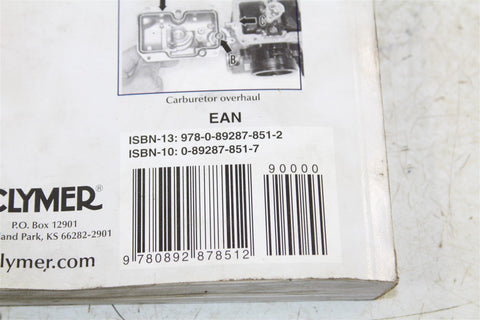 B
Carburetor overhaul
EAN
ISBN-13: 978-0-89287-851-2
ISBN-10: 0-89287-851-7
90000
CLYMER®
P.O. Box 12901
land Park, KS 66282-2901
lymer.com
9 780892 878512